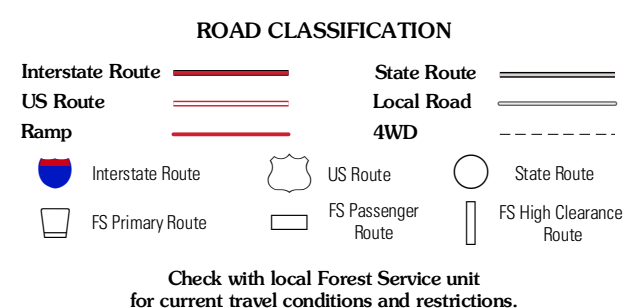 ROAD CLASSIFICATION
Interstate Route
State Route
US Route
Local Road
Ramp
4WD
Interstate Route
US Route
State Route
FS Primary Route
FS Passenger
Route
FS High Clearance
Route
Check with local Forest Service unit
for current travel conditions and restrictions.